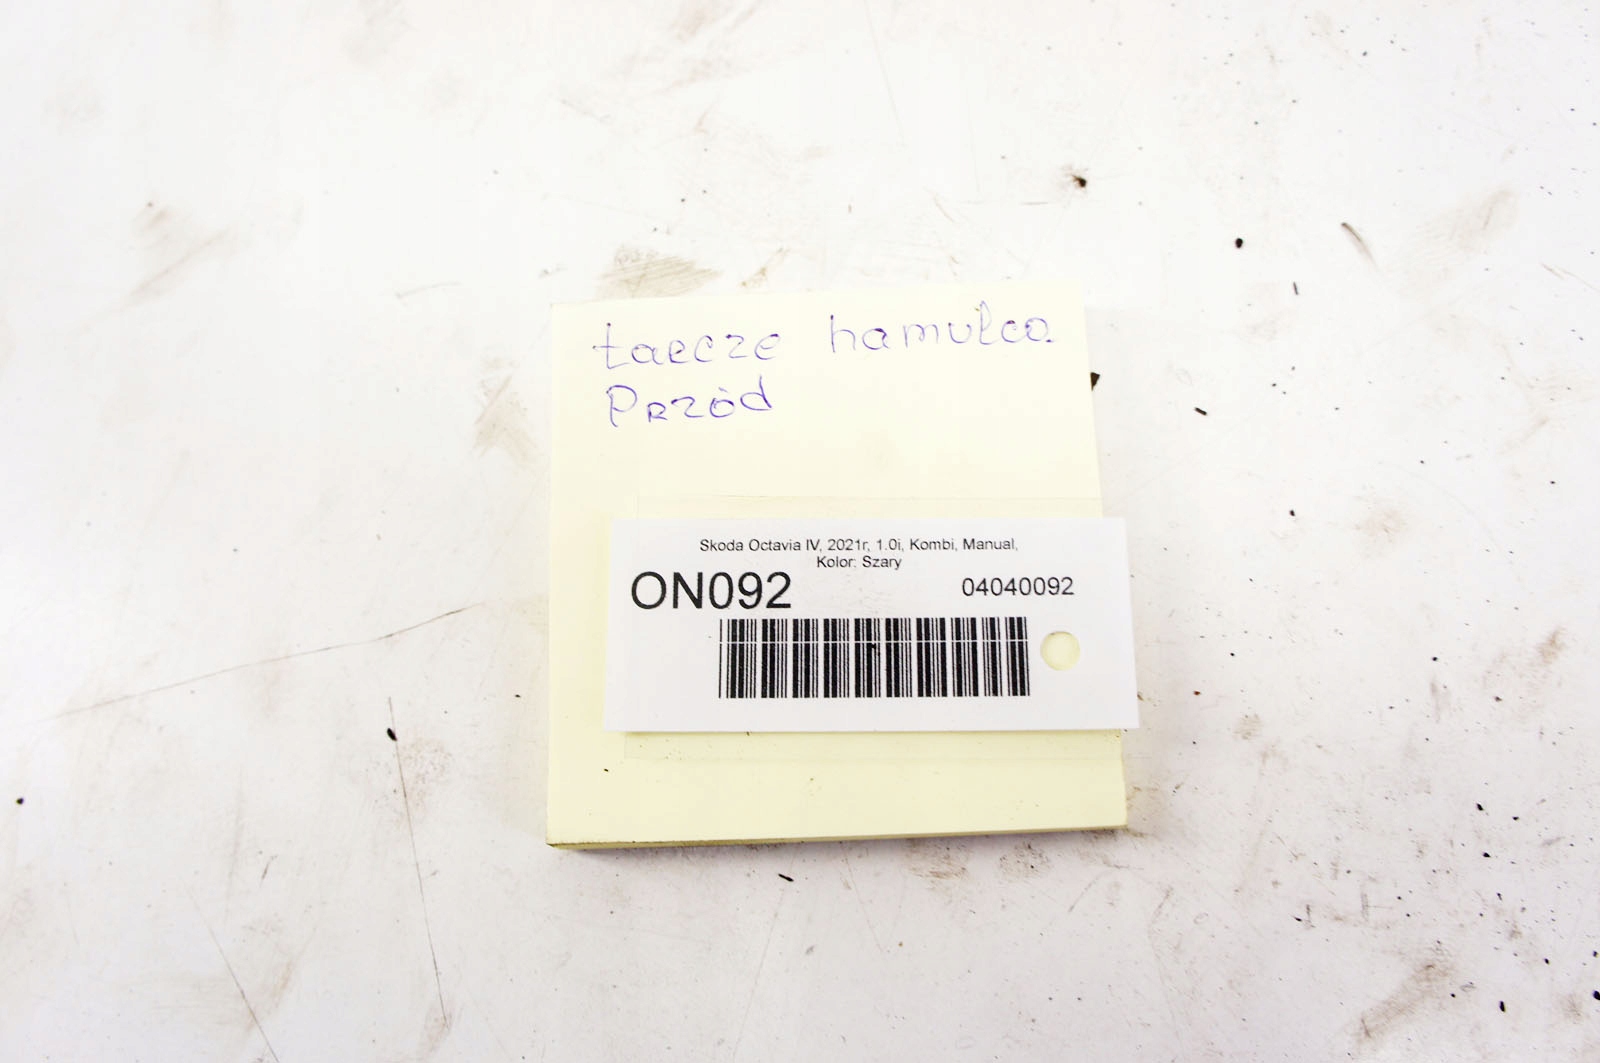 tarcze hamulca
Przód
Skoda Octavia IV, 2021r, 1.0i, Kombi, Manual,
Kolor: Szary
ON092
04040092